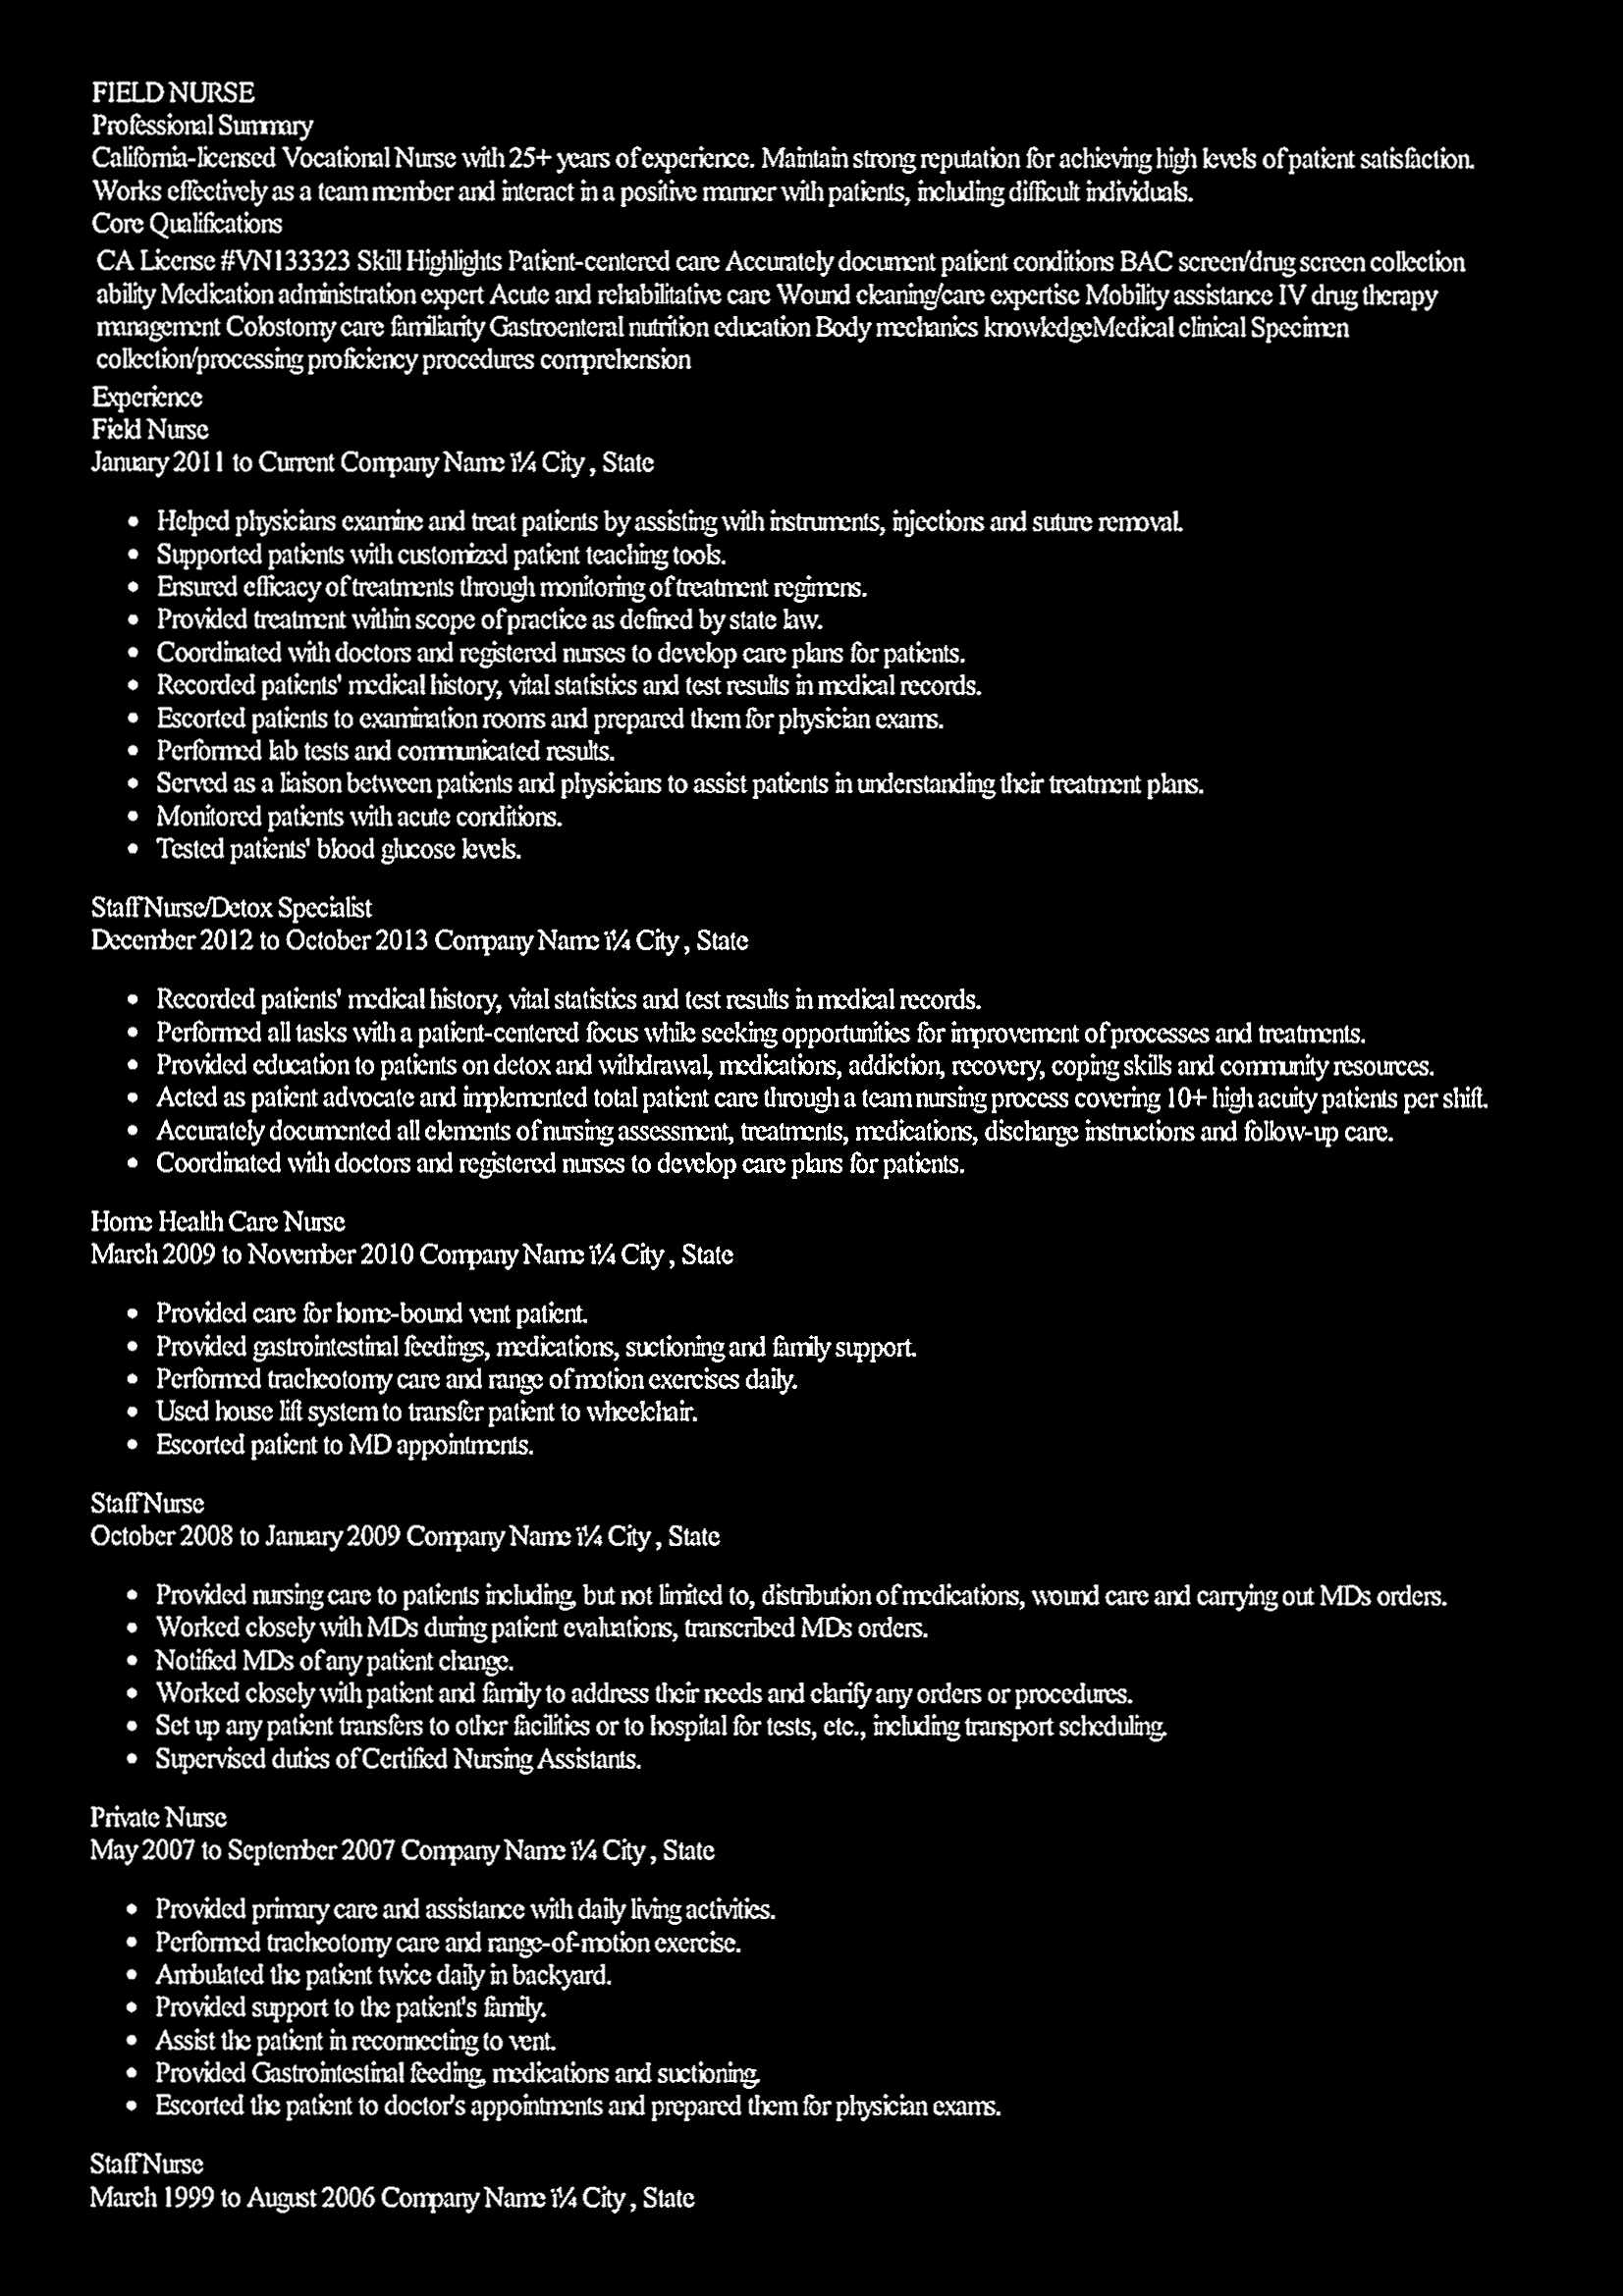 FIELD NURSE
Professional Summary
California-licensed Vocational Nurse with 25+ years of experience. Maintain strong reputation for achieving high levels of patient satisfaction.
Works effectively as a team member and interact in a positive manner with patients, including difficult individuals.
Core Qualifications
CA License #VN133323 Skill Highlights Patient-centered care Accurately document patient conditions BAC screen/drug screen collection
ability Medication administration expert Acute and rehabilitative care Wound cleaning/care expertise Mobility assistance IV drug therapy
management Colostomy care familiarity Gastroenteral nutrition education Body mechanics knowledgeMedical clinical Specimen
collection/processing proficiency procedures comprehension
Experience
Field Nurse
January 2011 to Current Company Name ï¼ City , State
• Helped physicians examine and treat patients by assisting with instruments, injections and suture removal.
• Supported patients with customized patient teaching tools.
• Ensured efficacy of treatments through monitoring of treatment regimens.
• Provided treatment within scope of practice as defined by state law.
• Coordinated with doctors and registered nurses to develop care plans for patients.
• Recorded patients' medical history, vital statistics and test results in medical records.
• Escorted patients to examination rooms and prepared them for physician exams.
• Performed lab tests and communicated results.
• Served as a liaison between patients and physicians to assist patients in understanding their treatment plans.
• Monitored patients with acute conditions.
• Tested patients' blood glucose levels.
Staff Nurse/Detox Specialist
December 2012 to October 2013 Company Name ï¼ City , State
• Recorded patients' medical history, vital statistics and test results in medical records.
• Performed all tasks with a patient-centered focus while seeking opportunities for improvement of processes and treatments.
• Provided education to patients on detox and withdrawal, medications, addiction, recovery, coping skills and community resources.
• Acted as patient advocate and implemented total patient care through a team nursing process covering 10+ high acuity patients per shift.
• Accurately documented all elements of nursing assessment, treatments, medications, discharge instructions and follow-up care.
• Coordinated with doctors and registered nurses to develop care plans for patients.
Home Health Care Nurse
March 2009 to November 2010 Company Name ï¼ City , State
• Provided care for home-bound vent patient.
• Provided gastrointestinal feedings, medications, suctioning and family support.
• Performed tracheotomy care and range of motion exercises daily.
• Used house lift system to transfer patient to wheelchair.
• Escorted patient to MD appointments.
Staff Nurse
October 2008 to January 2009 Company Name ï¼ City , State
• Provided nursing care to patients including, but not limited to, distribution of medications, wound care and carrying out MDs orders.
• Worked closely with MDs during patient evaluations, transcribed MDs orders.
• Notified MDs of any patient change.
• Worked closely with patient and family to address their needs and clarify any orders or procedures.
• Set up any patient transfers to other facilities or to hospital for tests, etc., including transport scheduling.
• Supervised duties of Certified Nursing Assistants.
Private Nurse
May 2007 to September 2007 Company Name ï¼ City , State
• Provided primary care and assistance with daily living activities.
• Performed tracheotomy care and range-of-motion exercise.
• Ambulated the patient twice daily in backyard.
• Provided support to the patient's family.
• Assist the patient in reconnecting to vent.
• Provided Gastrointestinal feeding, medications and suctioning.
• Escorted the patient to doctor's appointments and prepared them for physician exams.
Staff Nurse
March 1999 to August 2006 Company Name ï¼ City , State